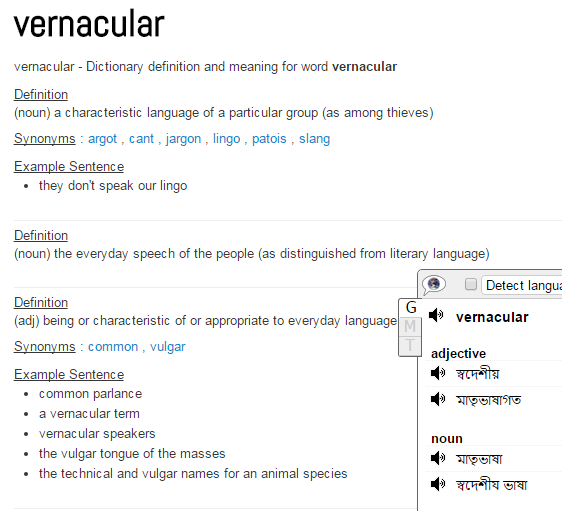 vernacular
vernacular - Dictionary definition and meaning for word vernacular
Definition
(noun) a characteristic language of a particular group (as among thieves)
Synonyms : argot , cant , jargon , lingo , patois , slang
Example Sentence
they don't speak our lingo
Definition
(noun) the everyday speech of the people (as distinguished from literary language)
Definition
(adj) being or characteristic of or appropriate to everyday language
Synonyms : common , vulgar
Example Sentence
common parlance
a vernacular term
vernacular speakers
the vulgar tongue of the masses
the technical and vulgar names for an animal species
Detect langua
G
M
T
vernacular
adjective
স্বদেশীয়
মাতৃভাষাগত
noun
মাতৃভাষা
স্বদেশীয ভাষা